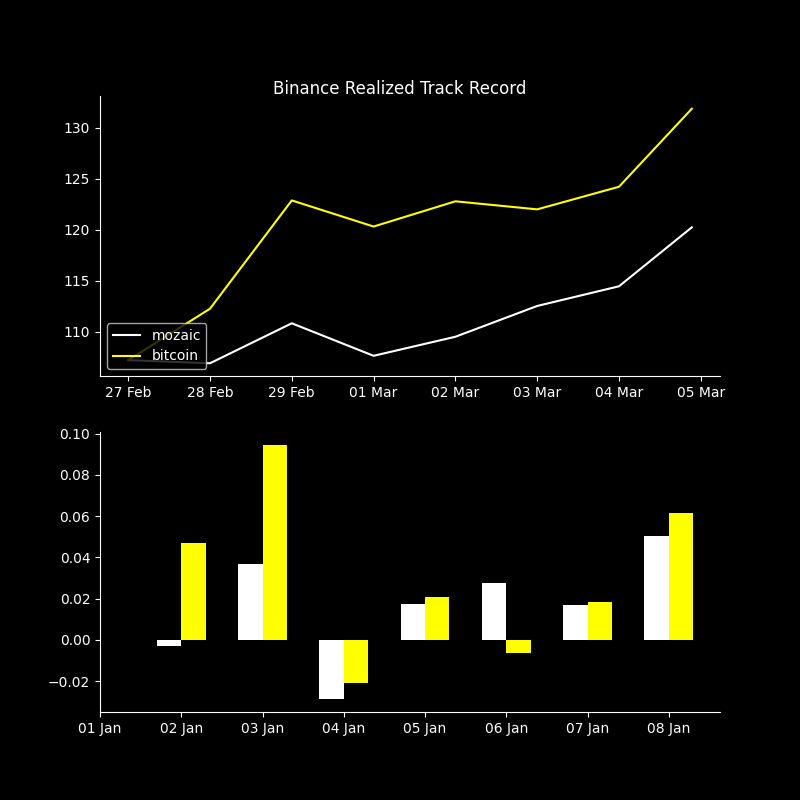 Binance Realized Track Record
130
125
120
115
110
mozaic
bitcoin
27 Feb 28 Feb 29 Feb 01 Mar 02 Mar 03 Mar 04 Mar 05 Mar
0.10
0.08
0.06
0.04
0.02
0.00
−0.02
01 Jan 02 Jan 03 Jan 04 Jan 05 Jan 06 Jan 07 Jan 08 Jan